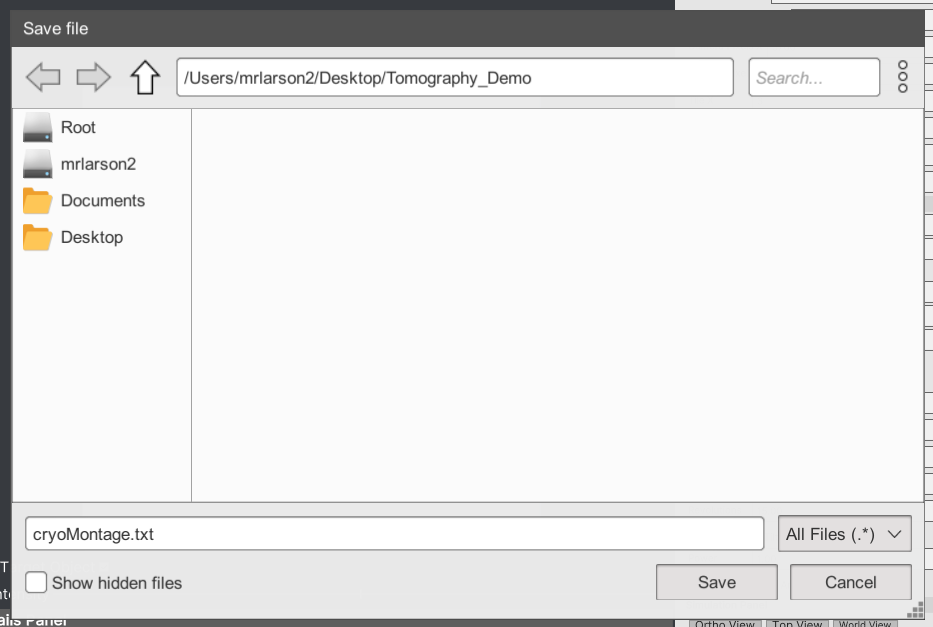 Save file
/Users/mrlarson2/Desktop/Tomography_Demo
Search...
Root
mrlarson2
Documents
Desktop
cryoMontage.txt
All Files (.*)
Show hidden files
Save
Cancel
Panel
Ortho View
Top View
World View